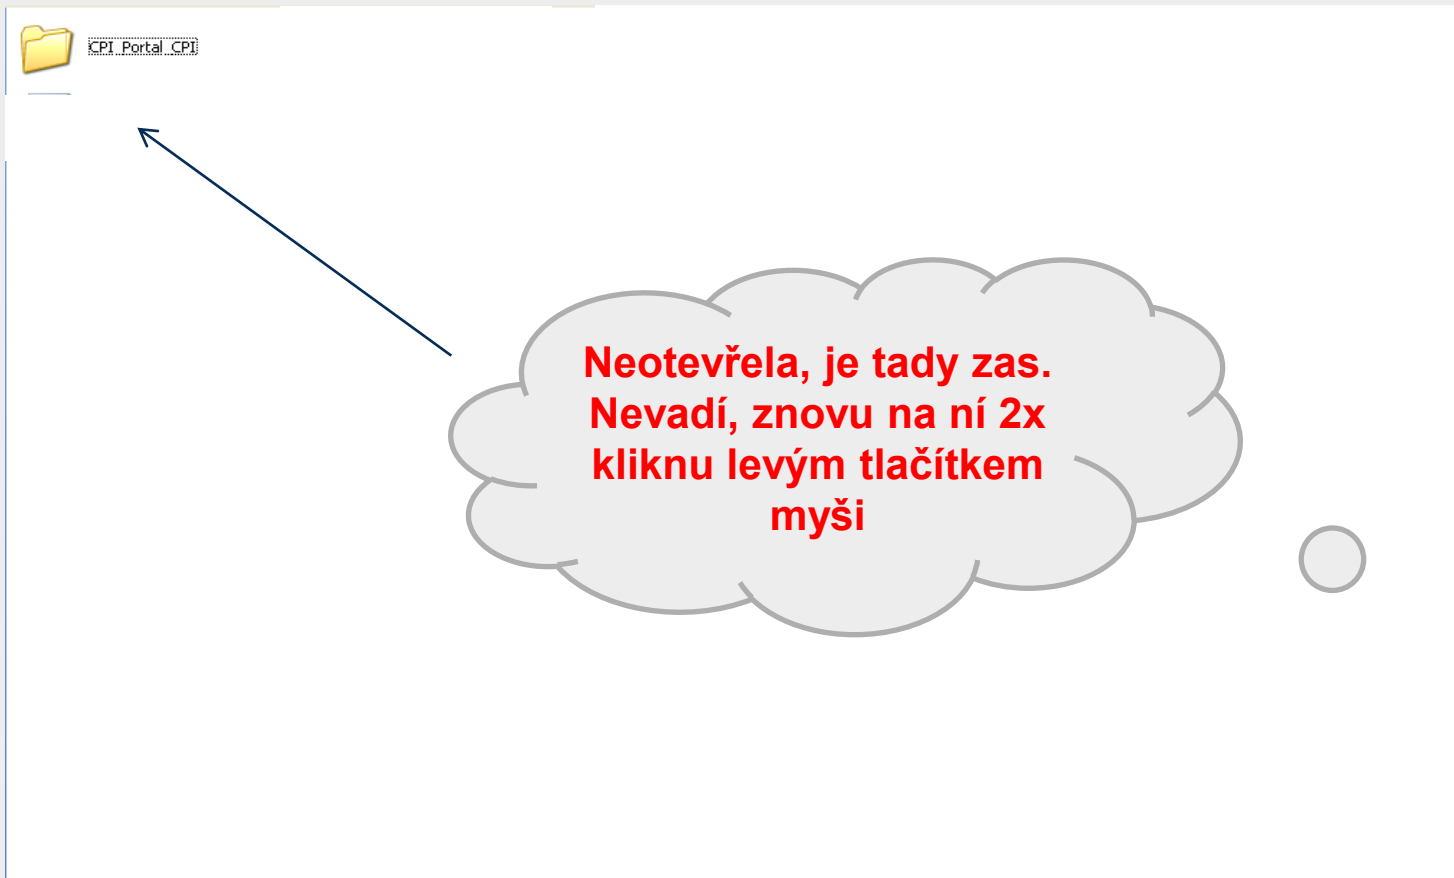 CPI_Portal_CPI
Neotevřela, je tady zas.
Nevadí, znovu na ní 2x
kliknu levým tlačítkem
myši